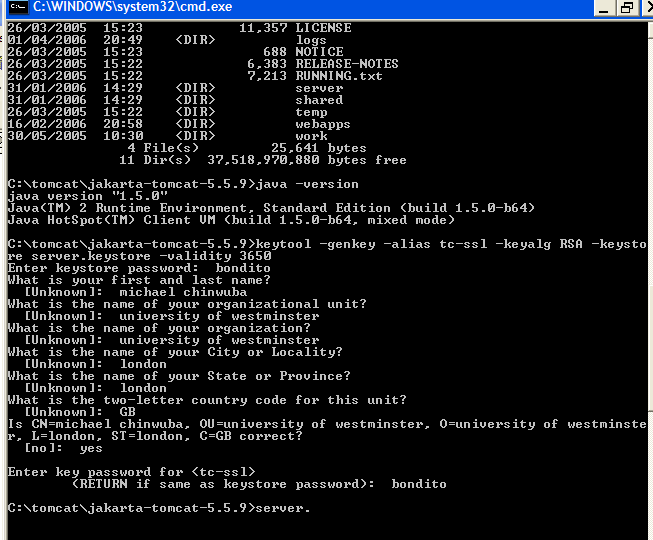 C:\WINDOWS\system32\cmd.exe
26/03/2005  15:23            11,357 LICENSE
01/04/2006  20:49    <DIR>          logs
26/03/2005  15:23               688 NOTICE
26/03/2005  15:22             6,383 RELEASE-NOTES
26/03/2005  15:22             7,213 RUNNING.txt
31/01/2006  14:29    <DIR>          server
31/01/2006  14:29    <DIR>          shared
26/03/2005  15:22    <DIR>          temp
16/02/2006  20:58    <DIR>          webapps
30/05/2005  10:30    <DIR>          work
4 File(s)         25,641 bytes
11 Dir(s)  37,518,970,880 bytes free
C:\tomcat\jakarta-tomcat-5.5.9>java -version
java version "1.5.0"
Java(TM) 2 Runtime Environment, Standard Edition (build 1.5.0-b64)
Java HotSpot(TM) Client VM (build 1.5.0-b64, mixed mode)
C:\tomcat\jakarta-tomcat-5.5.9>keytool -genkey -alias tc-ssl -keyalg RSA -keysto
re server.keystore -validity 3650
Enter keystore password:  bondito
What is your first and last name?
[Unknown]:  michael chinwuba
What is the name of your organizational unit?
[Unknown]:  university of westminster
What is the name of your organization?
[Unknown]:  university of westminster
What is the name of your City or Locality?
[Unknown]:  london
What is the name of your State or Province?
[Unknown]:  london
What is the two-letter country code for this unit?
[Unknown]:  GB
Is CN=michael chinwuba, OU=university of westminster, O=university of westminste
r, L=london, ST=london, C=GB correct?
[no]:  yes
Enter key password for <tc-ssl>
(RETURN if same as keystore password):  bondito
C:\tomcat\jakarta-tomcat-5.5.9>server.